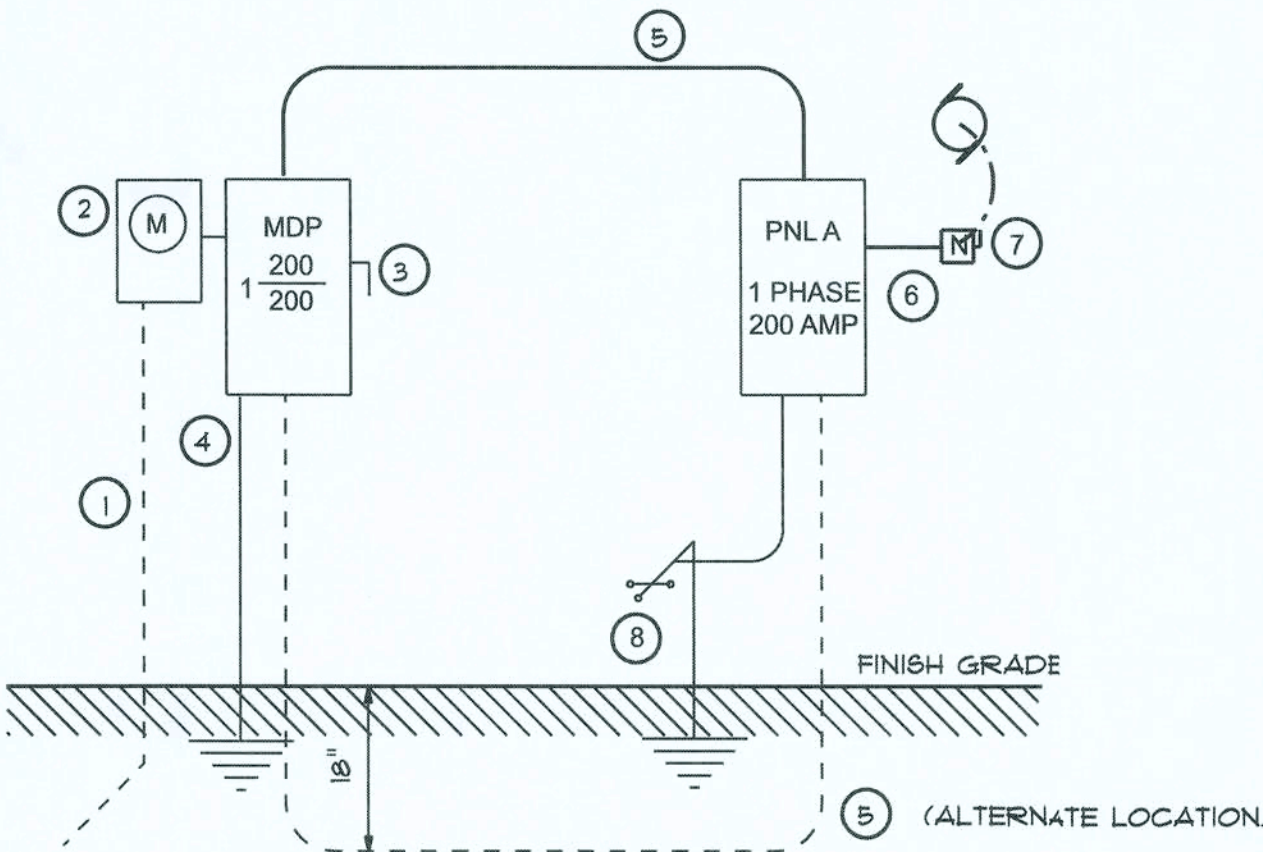 5
2
M
MDP
1 200/200
3
PNL A
1 PHASE
200 AMP
N
7
6
4
1
8
FINISH GRADE
18"
5 (ALTERNATE LOCATION.